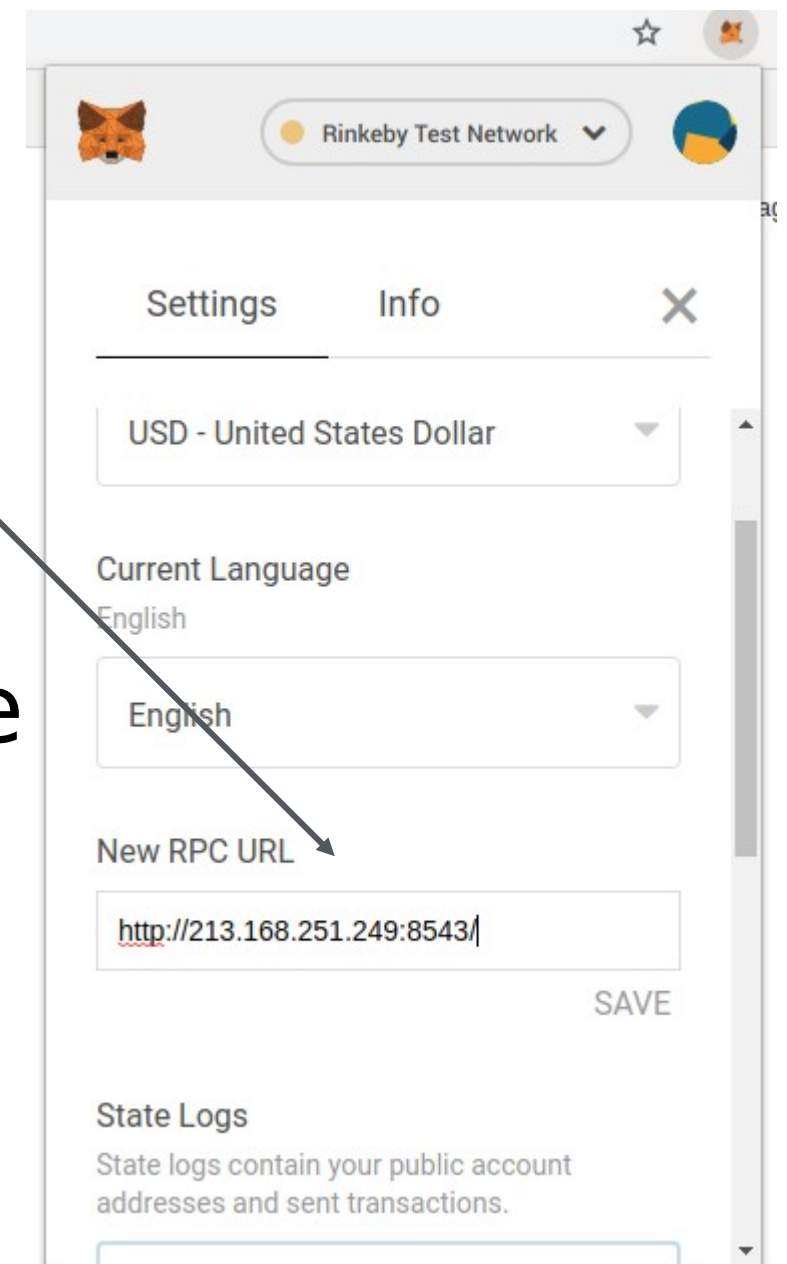 Rinkeby Test Network
ag
Settings Info
USD - United States Dollar
Current Language
English
e
English
New RPC URL
http://213.168.251.249:8543/
SAVE
State Logs
State logs contain your public account
addresses and sent transactions.